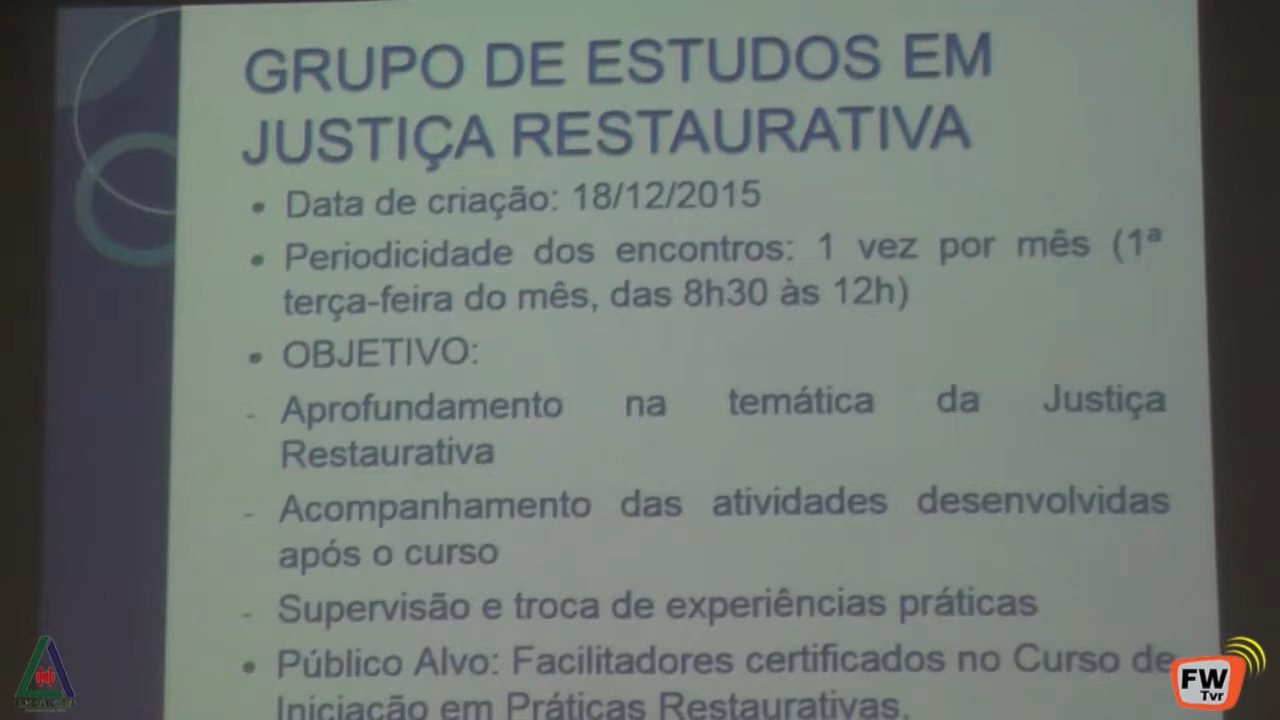 GRUPO DE ESTUDOS EM
JUSTIÇA RESTAURATIVA
• Data de criação: 18/12/2015
• Periodicidade dos encontros: 1 vez por mês (1ª
terça-feira do mês, das 8h30 às 12h)
• OBJETIVO:
- Aprofundamento na temática da Justiça
Restaurativa
- Acompanhamento das atividades desenvolvidas
após o curso
- Supervisão e troca de experiências práticas
• Público Alvo: Facilitadores certificados no Curso de
Iniciação em Práticas Restaurativas.
FW
Tvr